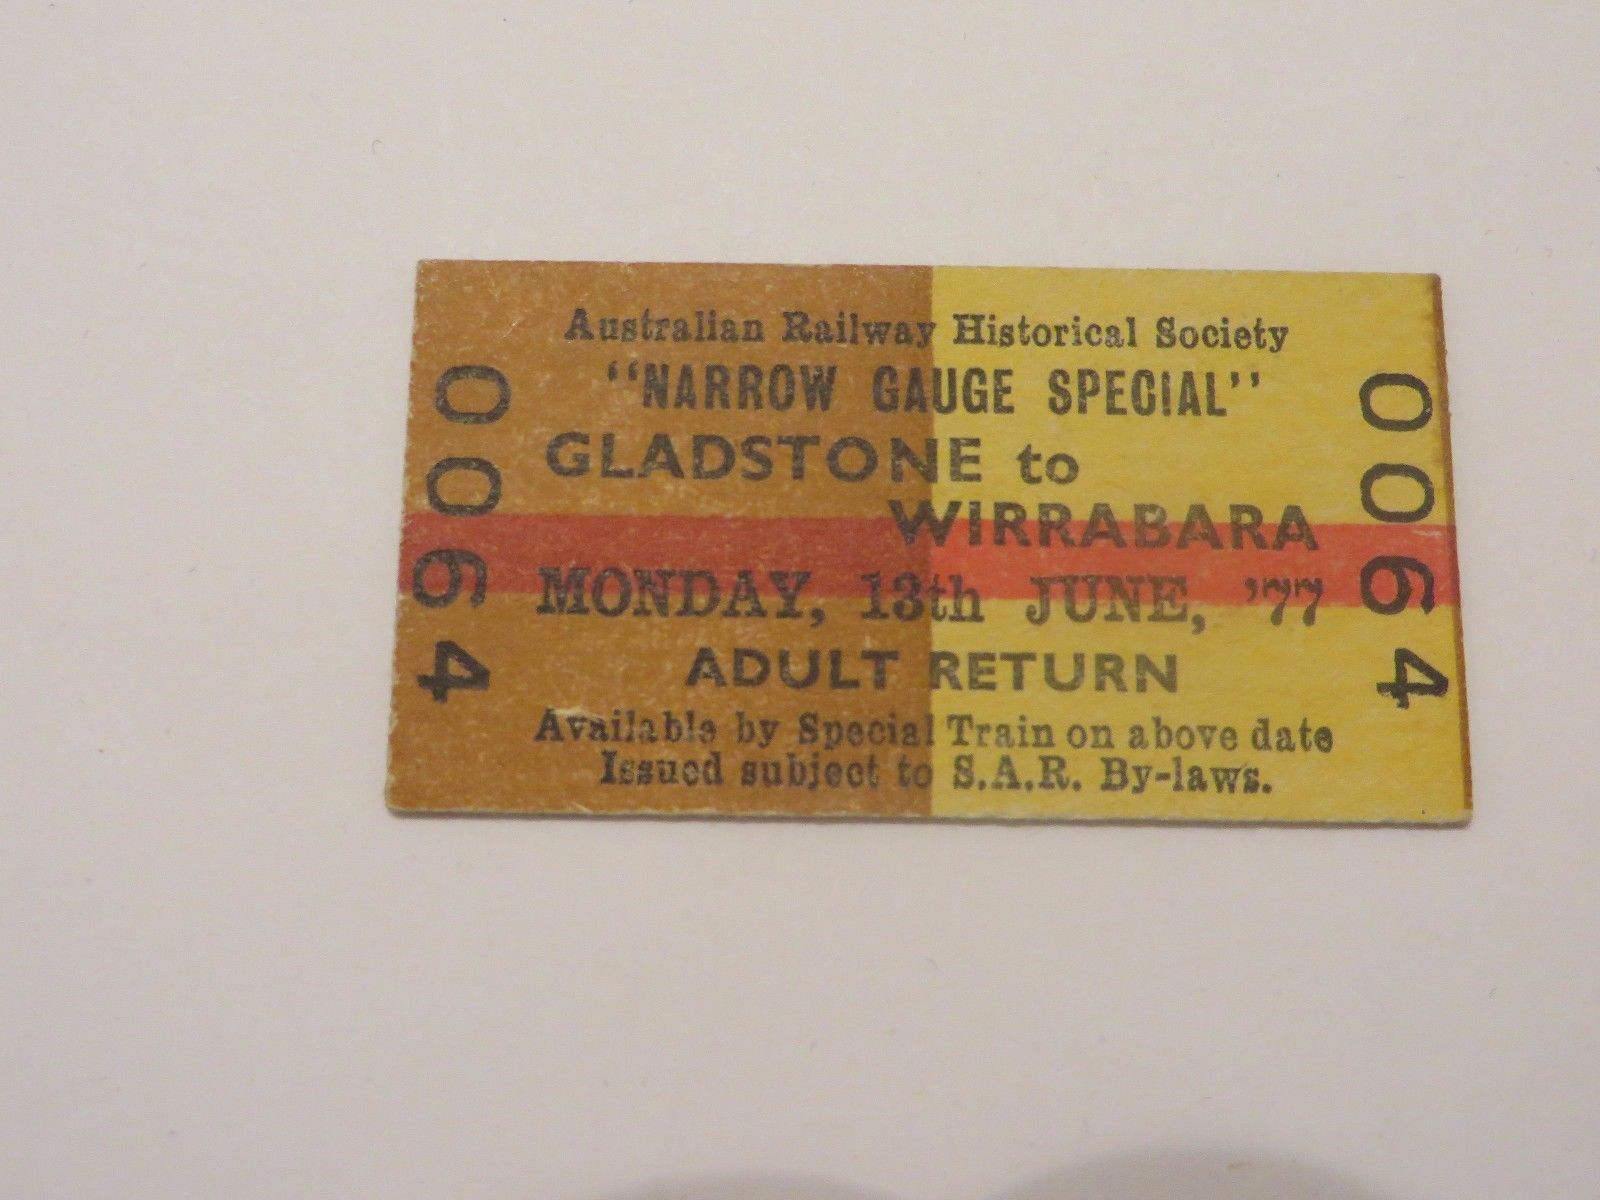 Australian Railway Historical Society
"NARROW GAUGE SPECIAL"
GLADSTONE to
WIRRABARA
MONDAY, 13th JUNE, '77
ADULT RETURN
Available by Special Train on above date
Issued subject to S.A.R. By-laws.
0064
0064